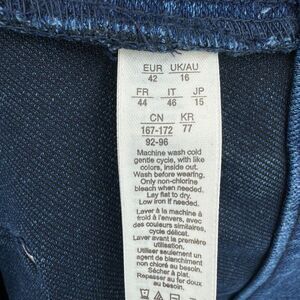 EUR UK/AU
42 16
FR IT JP
44 46 15
CN KR
167-172 77
92-96
Machine wash cold
gentle cycle, with like
colors, inside out.
Wash before wearing.
Only non-chlorine
bleach when needed.
Lay flat to dry.
Low iron if needed.
Laver à la machine à
froid à l'envers, avec
des couleurs similaires,
cycle délicat.
Laver avant la première
utilisation.
Utiliser seulement un
agent de blanchiment
non chloré au besoin.
Sécher à plat.
Repasser au fer doux
au besoin.